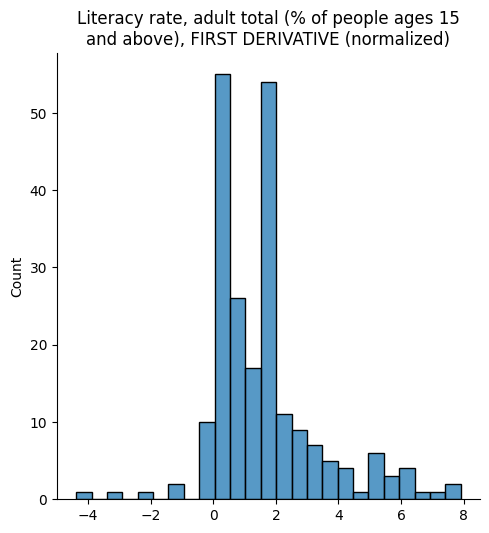 Literacy rate, adult total (% of people ages 15
and above), FIRST DERIVATIVE (normalized)
Count
50
40
30
20
10
0
−4 −2 0 2 4 6 8